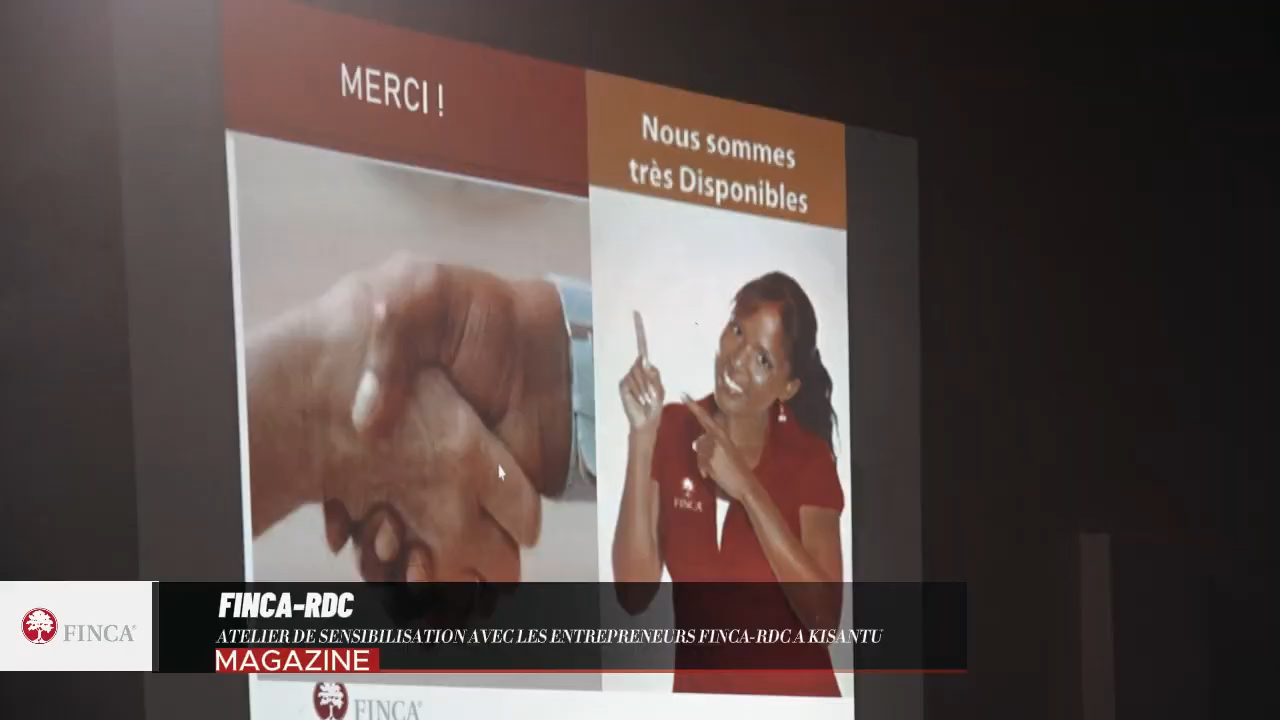 MERCI !
Nous sommes
très Disponibles
FINCA
FINCA-RDC
ATELIER DE SENSIBILISATION AVEC LES ENTREPRENEURS FINCA-RDC A KISANTU
FINCA®
MAGAZINE
FINCA®